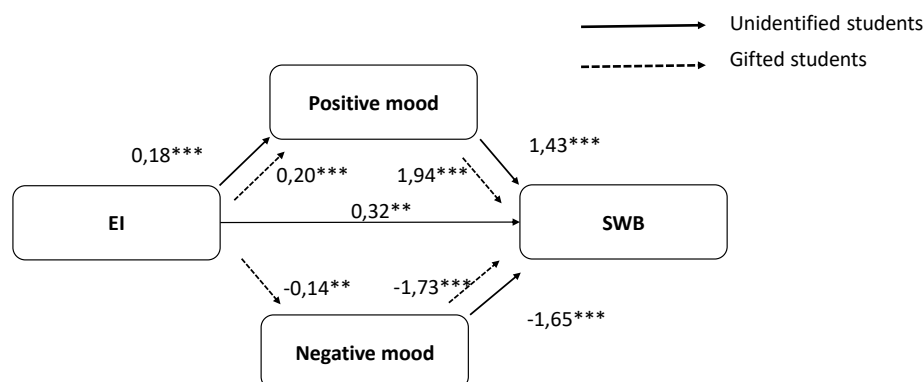 Unidentified students
Gifted students
Positive mood
0,18***
1,43***
0,20***
1,94***
0,32**
EI
SWB
-0,14**
-1,73***
-1,65***
Negative mood